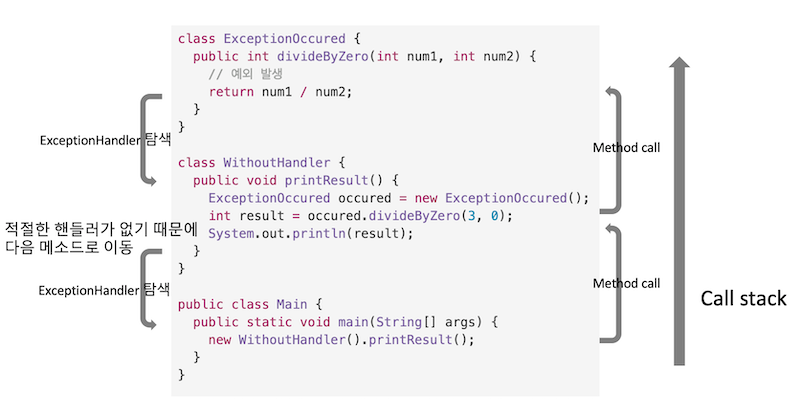 class ExceptionOccured {
public int divideByZero(int num1, int num2) {
// 예외 발생
return num1 / num2;
}
}
ExceptionHandler 탐색
Method call
class WithoutHandler {
public void printResult() {
ExceptionOccured occured = new ExceptionOccured();
int result = occured.divideByZero(3, 0);
System.out.println(result);
}
}
적절한 핸들러가 없기 때문에
다음 메소드로 이동
ExceptionHandler 탐색
Method call
Call stack
public class Main {
public static void main(String[] args) {
new WithoutHandler().printResult();
}
}